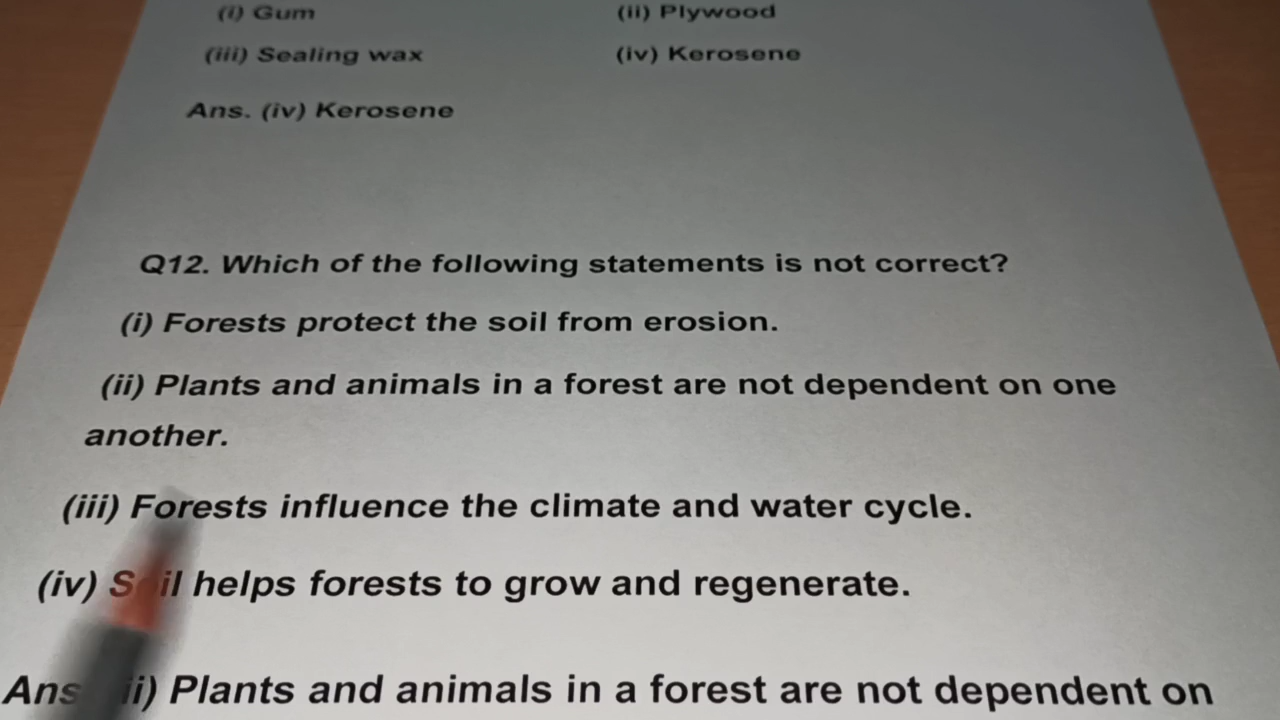 (i) Gum (ii) Plywood
(iii) Sealing wax (iv) Kerosene
Ans. (iv) Kerosene
Q12. Which of the following statements is not correct?
(i) Forests protect the soil from erosion.
(ii) Plants and animals in a forest are not dependent on one
another.
(iii) Forests influence the climate and water cycle.
(iv) Soil helps forests to grow and regenerate.
Ans ii) Plants and animals in a forest are not dependent on